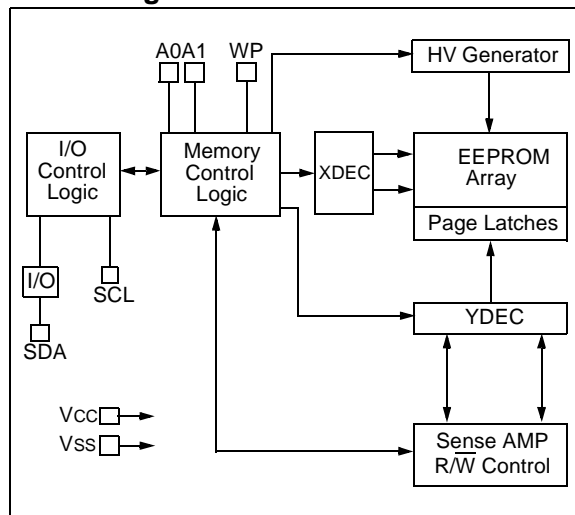 A0A1
WP
HV Generator
I/O
Control
Logic
Memory
Control
Logic
XDEC
EEPROM
Array
Page Latches
I/O
SCL
SDA
YDEC
VCC
VSS
Sense AMP
R/W̅ Control